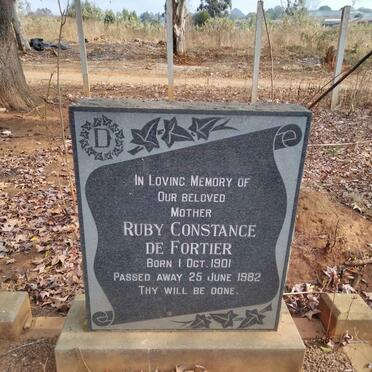 D
In Loving Memory of
Our Beloved
Mother
Ruby Constance
de Fortier
Born 1 Oct. 1901
Passed away 25 June 1982
Thy will be done.